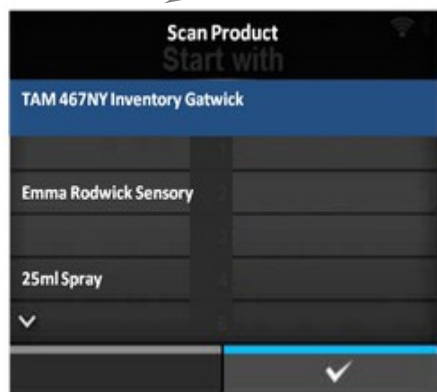 Scan Product
Start with
TAM 467NY Inventory Gatwick
Emma Rodwick Sensory
25ml Spray